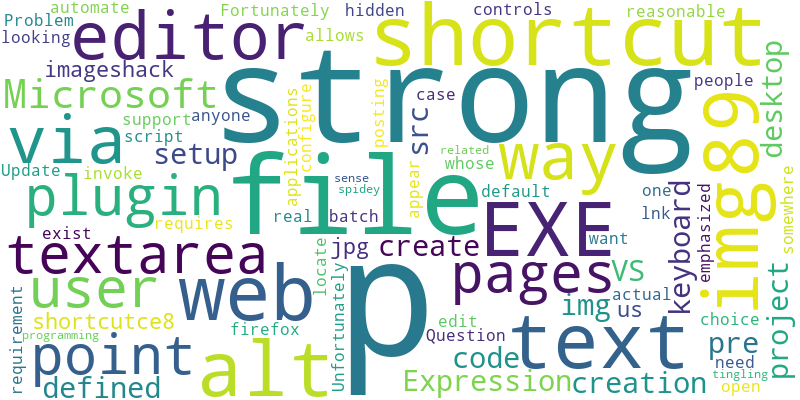 automate
Fortunately
hidden
controls
reasonable
Problem
looking
editor
shortcut
imageshack
allows
strong
people
desktop
Microsoft
support
anyone
script
applications
configure
posting
case
src
img89
via
setup
Update
invoke
plugin
file
way
whose
related
sense
spidey
appear
default
one
somewhere
requires
real
batch
EXE
want
lnk
keyboard
emphasized
exist
textarea
jpg
create
locate
pages
VS
project
user
web
p
img
actual
us
choice
requirement
shortcutce8
firefox
Unfortunately
edit
Question
text
pre
programming
point
alt
code
need
defined
Expression
creation
tingling
open